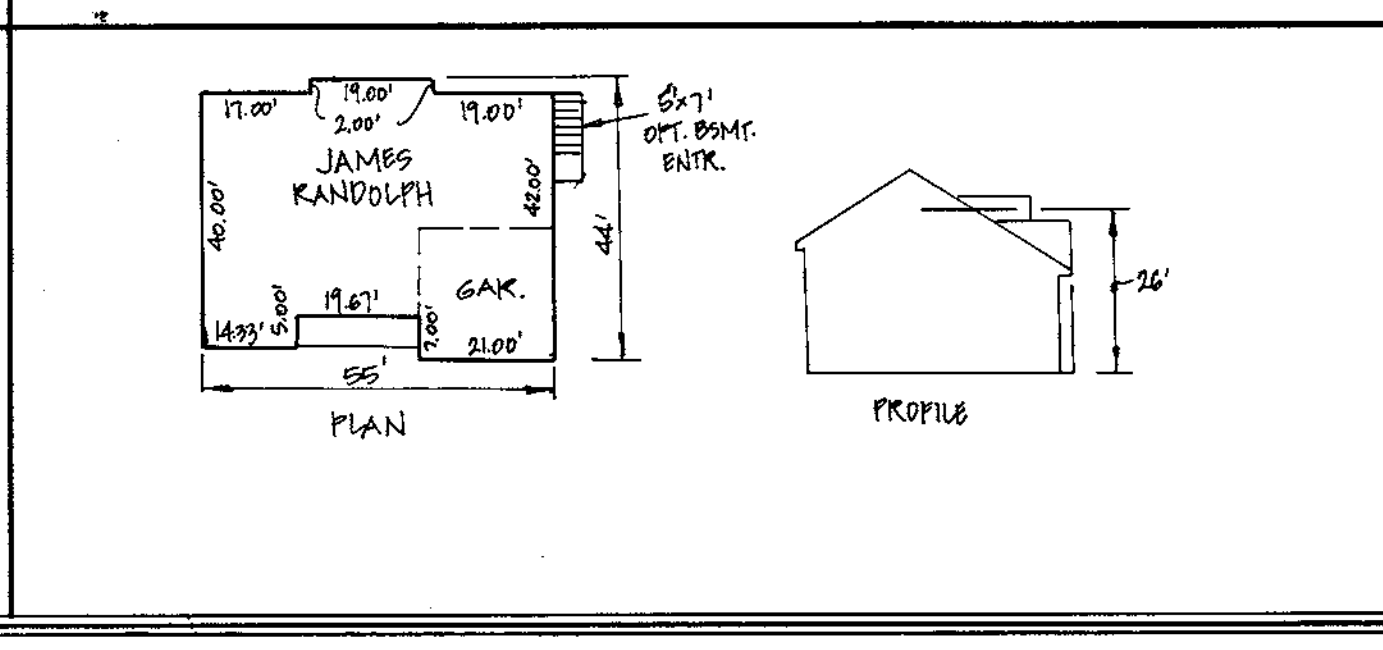 17.00'
19.00'
2.00'
19.00'
5'x7'
OPT. BSMT.
ENTR.
JAMES
RANDOLPH
40.00'
42.00'
44'
GAR.
19.67'
5.00'
14.33'
7.00'
21.00'
55'
PLAN
26'
PROFILE